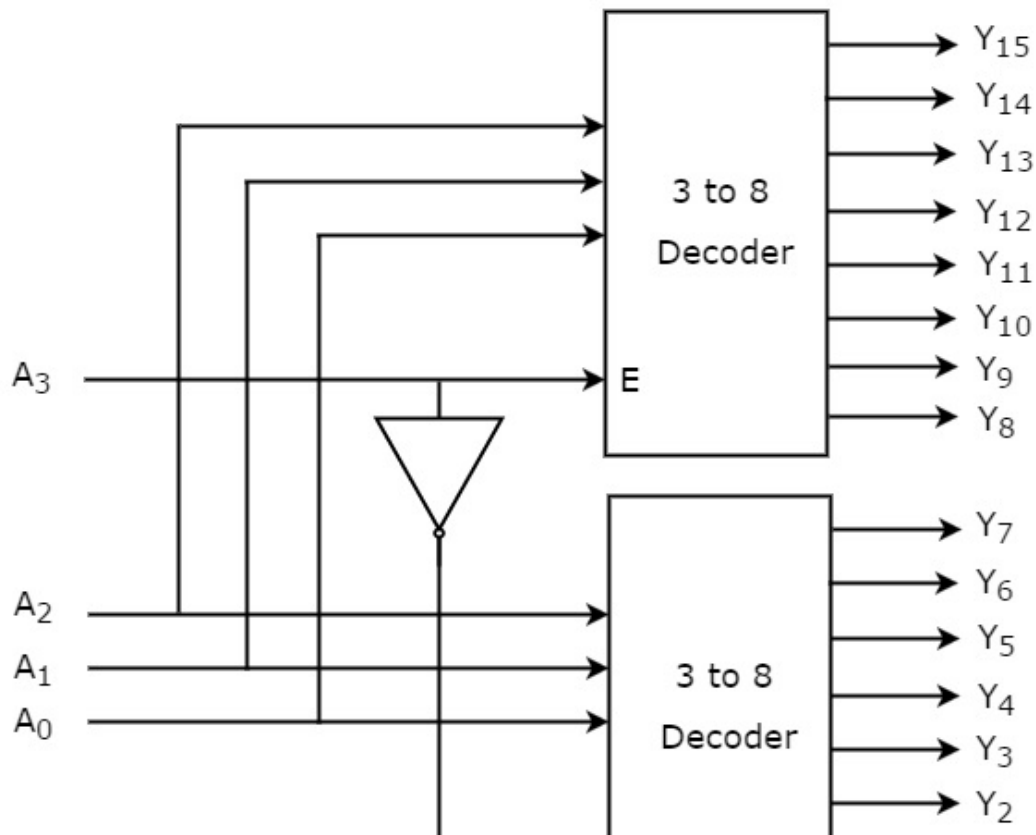 Y15
Y14
Y13
3 to 8
Y12
Decoder
Y11
Y10
A3
E
Y9
Y8
Y7
Y6
A2
Y5
A1
3 to 8
Y4
A0
Decoder
Y3
Y2